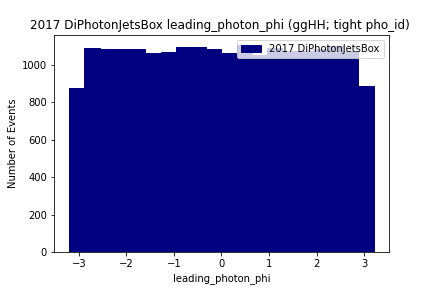 2017 DiPhotonJetsBox leading_photon_phi (ggHH; tight pho_id)
2017 DiPhotonJetsBox
1000
800
600
400
200
0
Number of Events
−3 −2 −1 0 1 2 3
leading_photon_phi